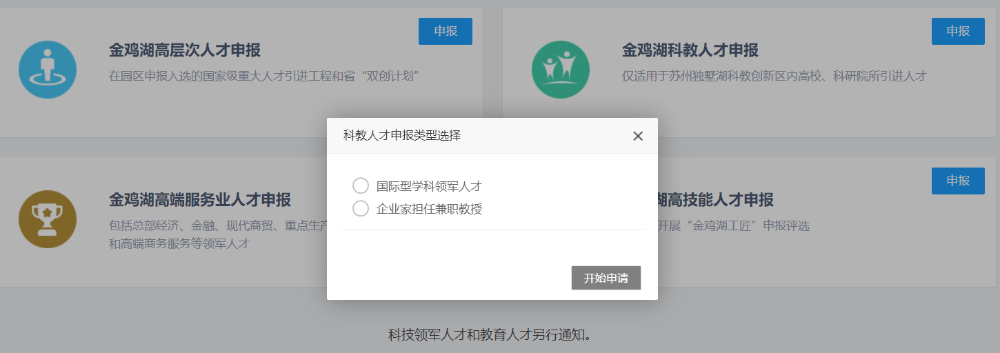 申报
金鸡湖高层次人才申报
在园区申报入选的国家级重大人才引进工程和省“双创计划”
申报
金鸡湖科教人才申报
仅适用于苏州独墅湖科教创新区内高校、科研院所引进人才
科教人才申报类型选择
国际型学科领军人才
企业家担任兼职教授
开始申请
金鸡湖高端服务业人才申报
包括总部经济、金融、现代商贸、重点生产
和高端商务服务等领军人才
申报
湖高技能人才申报
开展“金鸡湖工匠”申报评选
科技领军人才和教育人才另行通知。